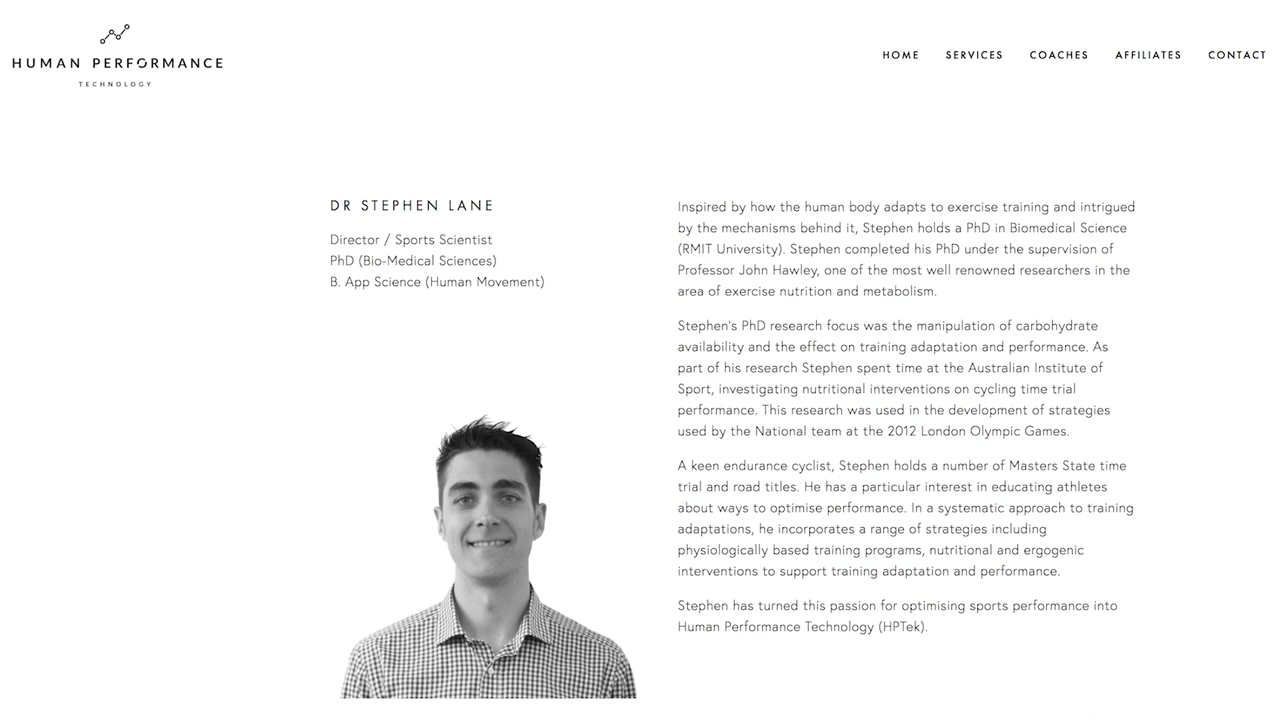 HUMAN PERFORMANCE
TECHNOLOGY
HOME SERVICES COACHES AFFILIATES CONTACT
DR STEPHEN LANE
Director / Sports Scientist
PhD (Bio-Medical Sciences)
B. App Science (Human Movement)
Inspired by how the human body adapts to exercise training and intrigued
by the mechanisms behind it, Stephen holds a PhD in Biomedical Science
(RMIT University). Stephen completed his PhD under the supervision of
Professor John Hawley, one of the most well renowned researchers in the
area of exercise nutrition and metabolism.
Stephen's PhD research focus was the manipulation of carbohydrate
availability and the effect on training adaptation and performance. As
part of his research Stephen spent time at the Australian Institute of
Sport, investigating nutritional interventions on cycling time trial
performance. This research was used in the development of strategies
used by the National team at the 2012 London Olympic Games.
A keen endurance cyclist, Stephen holds a number of Masters State time
trial and road titles. He has a particular interest in educating athletes
about ways to optimise performance. In a systematic approach to training
adaptations, he incorporates a range of strategies including
physiologically based training programs, nutritional and ergogenic
interventions to support training adaptation and performance.
Stephen has turned this passion for optimising sports performance into
Human Performance Technology (HPTek).